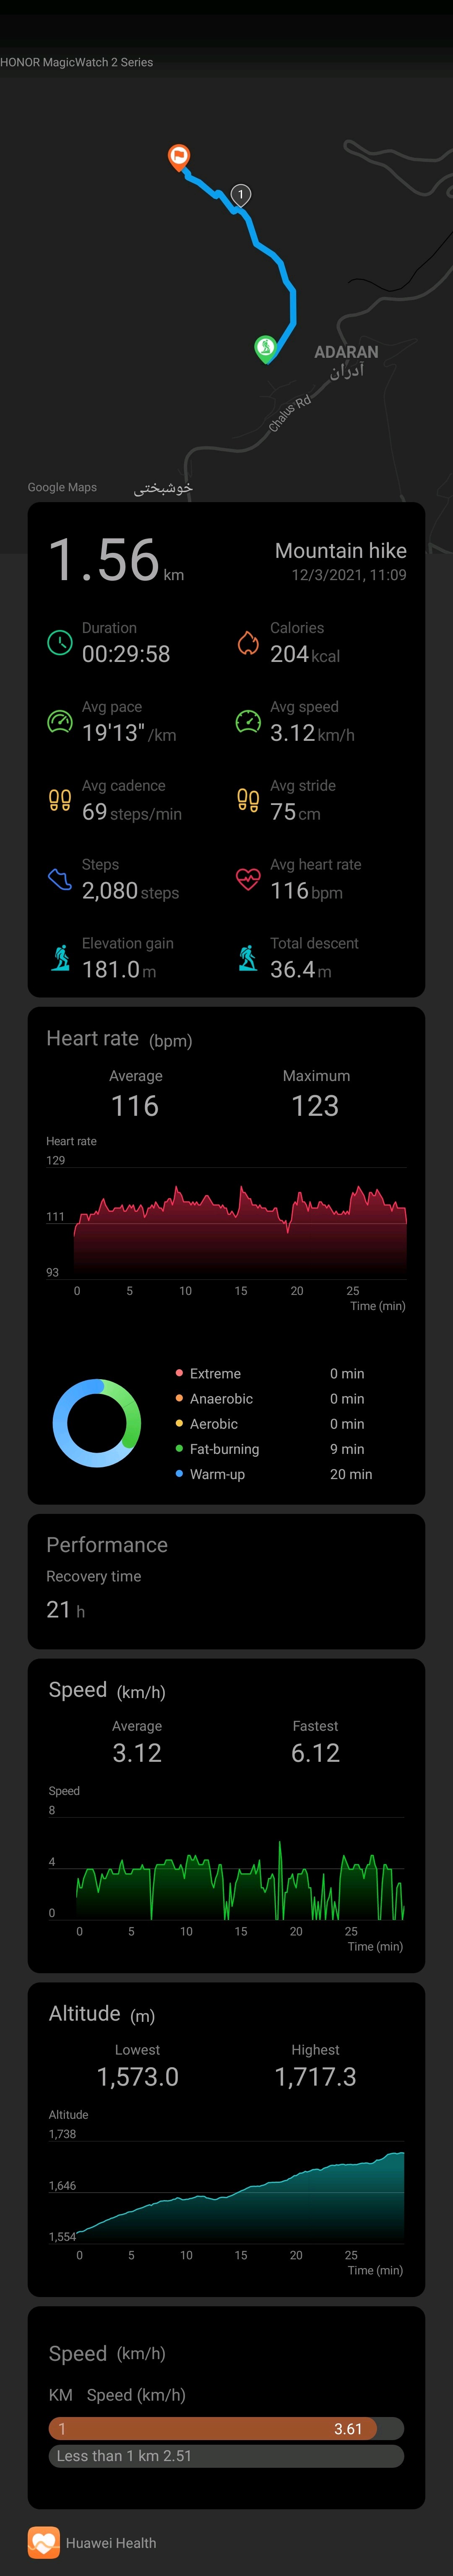 HONOR MagicWatch 2 Series
1
ADARAN
آدران
Chalus Rd
Google Maps
خوشبختی
1.56 km
Mountain hike
12/3/2021, 11:09
Duration
Calories
00:29:58
204 kcal
Avg pace
Avg speed
19'13" /km
3.12 km/h
Avg cadence
Avg stride
69 steps/min
75 cm
Steps
Avg heart rate
2,080 steps
116 bpm
Elevation gain
Total descent
181.0 m
36.4 m
Heart rate (bpm)
Average
Maximum
116
123
Heart rate
129
111
93
0 5 10 15 20 25
Time (min)
Extreme 0 min
Anaerobic 0 min
Aerobic 0 min
Fat-burning 9 min
Warm-up 20 min
Performance
Recovery time
21 h
Speed (km/h)
Average
Fastest
3.12
6.12
Speed
8
4
0
0 5 10 15 20 25
Time (min)
Altitude (m)
Lowest
Highest
1,573.0
1,717.3
Altitude
1,738
1,646
1,554
0 5 10 15 20 25
Time (min)
Speed (km/h)
KM Speed (km/h)
1 3.61
Less than 1 km 2.51
Huawei Health